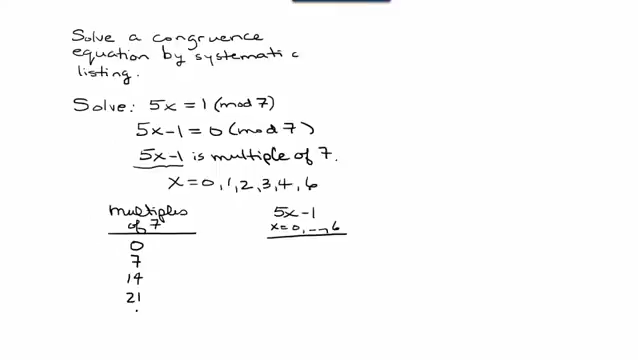 Solve a congruence
equation by systematic
listing.
Solve: 5x = 1 (mod 7)
5x-1 = 0 (mod 7)
5x-1 is multiple of 7.
x = 0, 1, 2, 3, 4, 6
multiples
of 7
0
7
14
21
5x-1
x=0, ..., 6